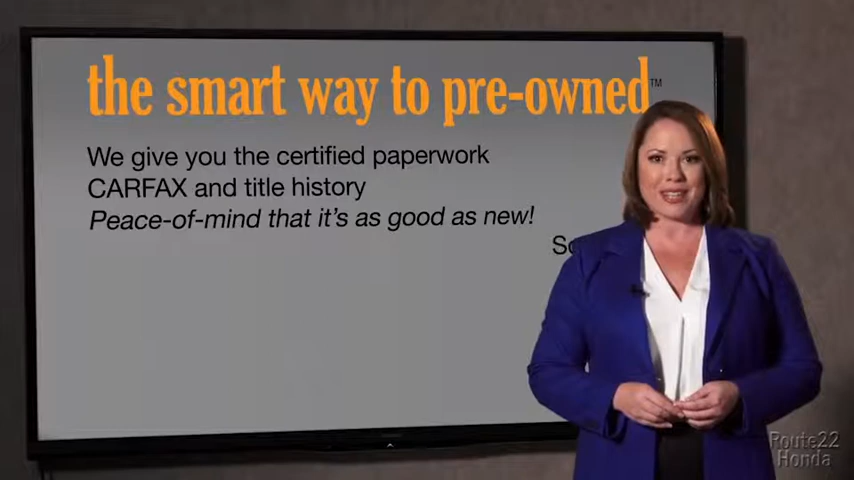 the smart way to pre-owned™
We give you the certified paperwork
CARFAX and title history
Peace-of-mind that it's as good as new!
Route22
Honda